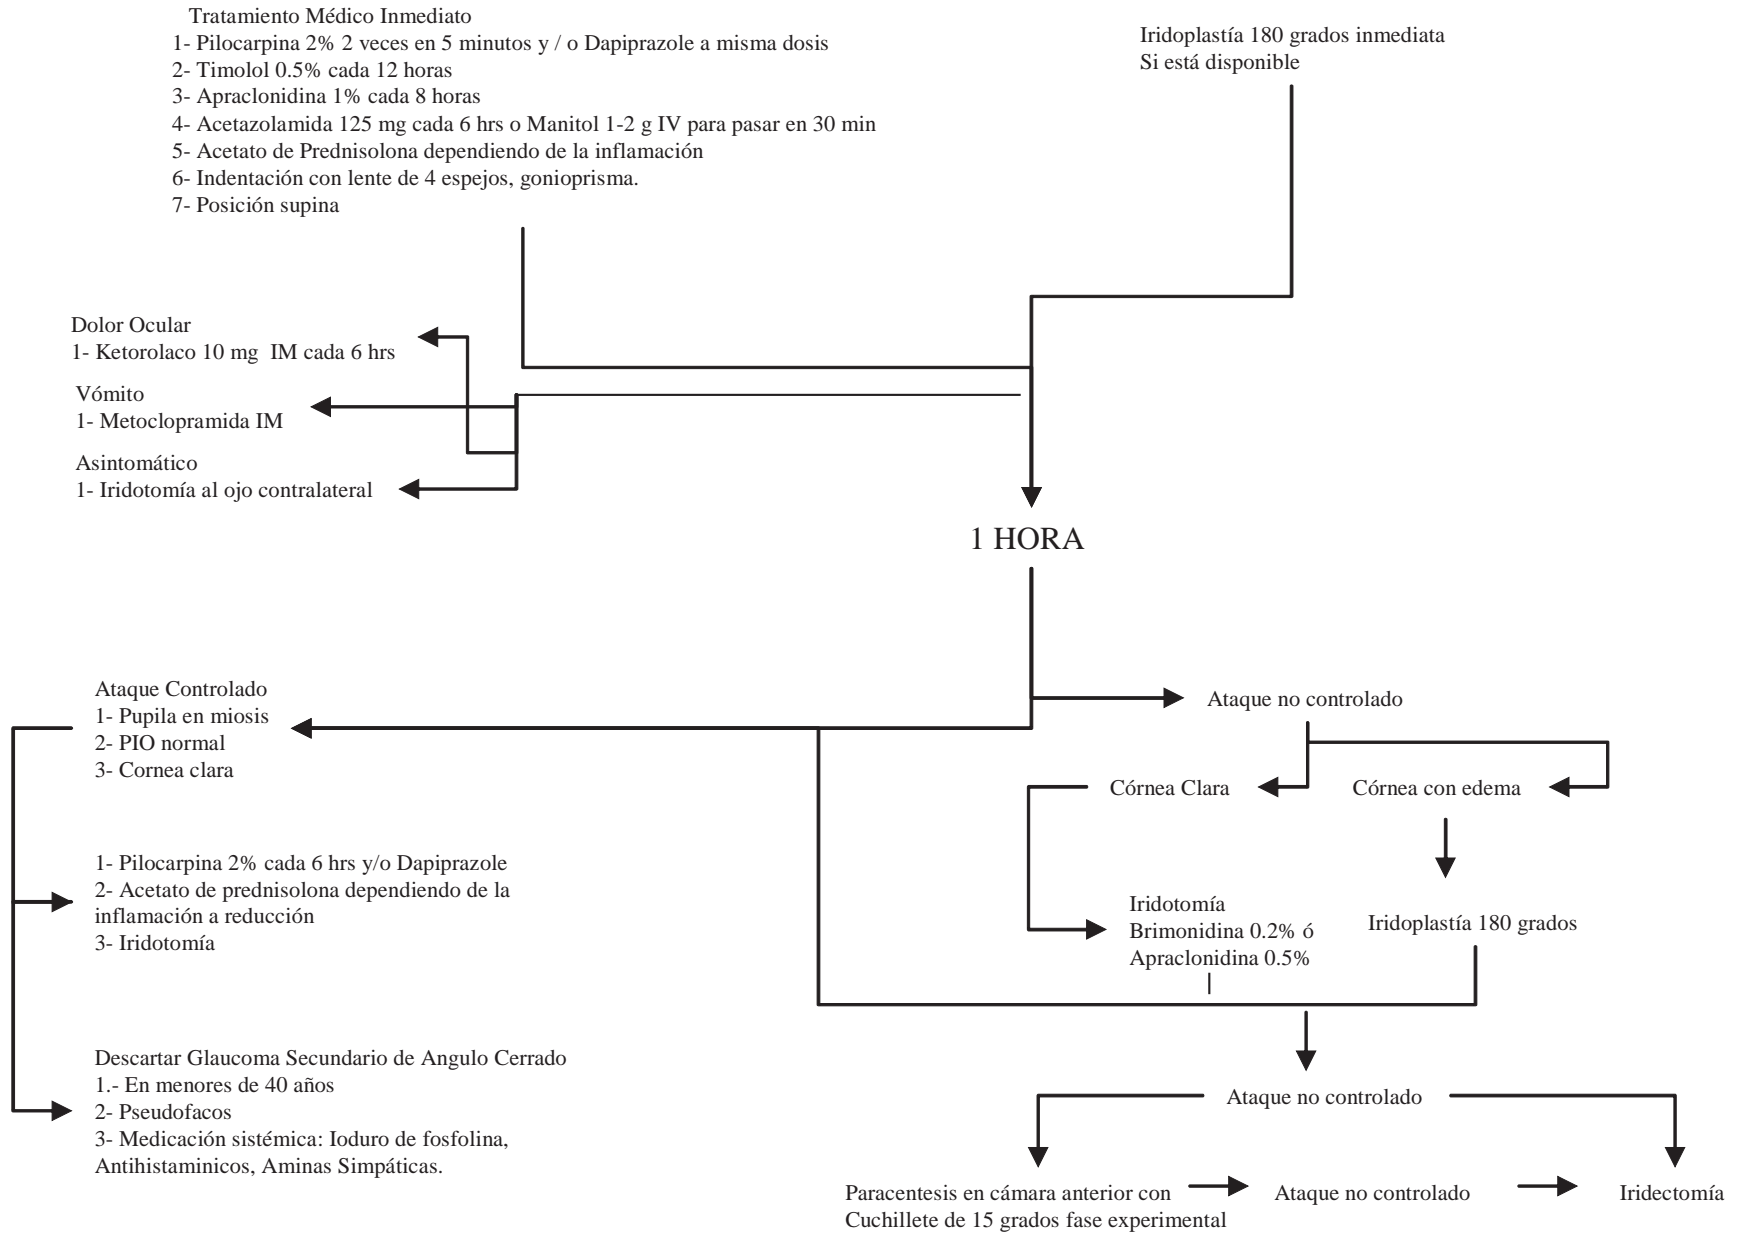 Tratamiento Médico Inmediato
1- Pilocarpina 2% 2 veces en 5 minutos y / o Dapiprazole a misma dosis
2- Timolol 0.5% cada 12 horas
3- Apraclonidina 1% cada 8 horas
4- Acetazolamida 125 mg cada 6 hrs o Manitol 1-2 g IV para pasar en 30 min
5- Acetato de Prednisolona dependiendo de la inflamación
6- Indentación con lente de 4 espejos, gonioprisma.
7- Posición supina
Iridoplastía 180 grados inmediata
Si está disponible
Dolor Ocular
1- Ketorolaco 10 mg IM cada 6 hrs
Vómito
1- Metoclopramida IM
Asintomático
1- Iridotomía al ojo contralateral
1 HORA
Ataque Controlado
1- Pupila en miosis
2- PIO normal
3- Cornea clara
Ataque no controlado
Córnea Clara
Córnea con edema
1- Pilocarpina 2% cada 6 hrs y/o Dapiprazole
2- Acetato de prednisolona dependiendo de la
inflamación a reducción
3- Iridotomía
Iridotomía
Brimonidina 0.2% ó
Apraclonidina 0.5%
Iridoplastía 180 grados
Descartar Glaucoma Secundario de Angulo Cerrado
1.- En menores de 40 años
2- Pseudofacos
3- Medicación sistémica: Ioduro de fosfolina,
Antihistaminicos, Aminas Simpáticas.
Ataque no controlado
Paracentesis en cámara anterior con
Cuchillete de 15 grados fase experimental
Ataque no controlado
Iridectomía